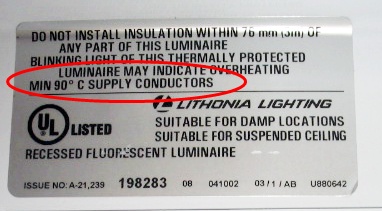 DO NOT INSTALL INSULATION WITHIN 76 mm (3in) OF
ANY PART OF THIS LUMINAIRE
BLINKING LIGHT OF THIS THERMALLY PROTECTED
LUMINAIRE MAY INDICATE OVERHEATING
MIN 90° C SUPPLY CONDUCTORS
LITHONIA LIGHTING
UL LISTED
SUITABLE FOR DAMP LOCATIONS
SUITABLE FOR SUSPENDED CEILING
RECESSED FLUORESCENT LUMINAIRE
ISSUE NO: A-21,239 198283 08 041002 03/1/AB U880642